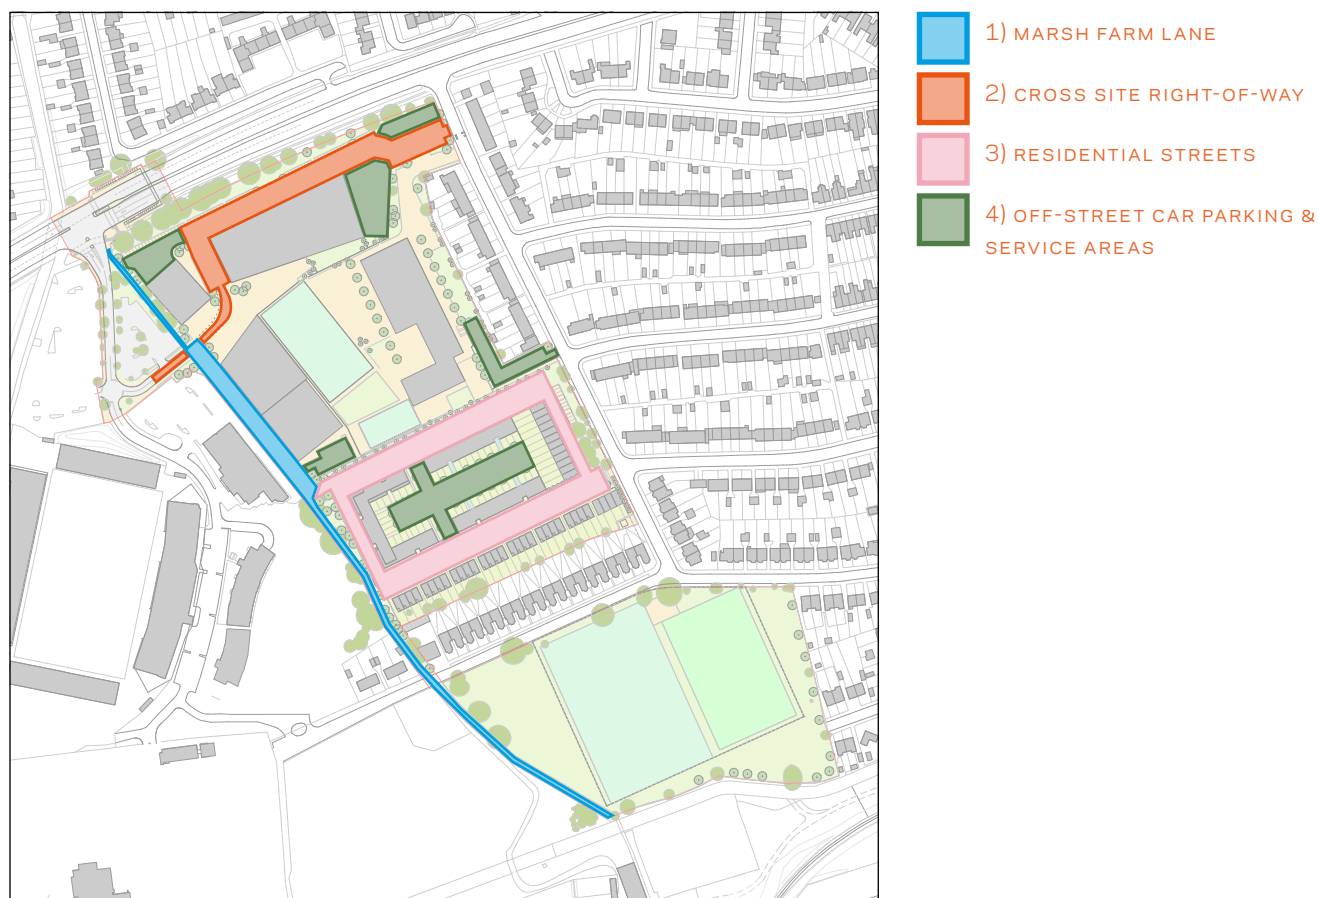 1) MARSH FARM LANE
2) CROSS SITE RIGHT-OF-WAY
3) RESIDENTIAL STREETS
4) OFF-STREET CAR PARKING &
SERVICE AREAS